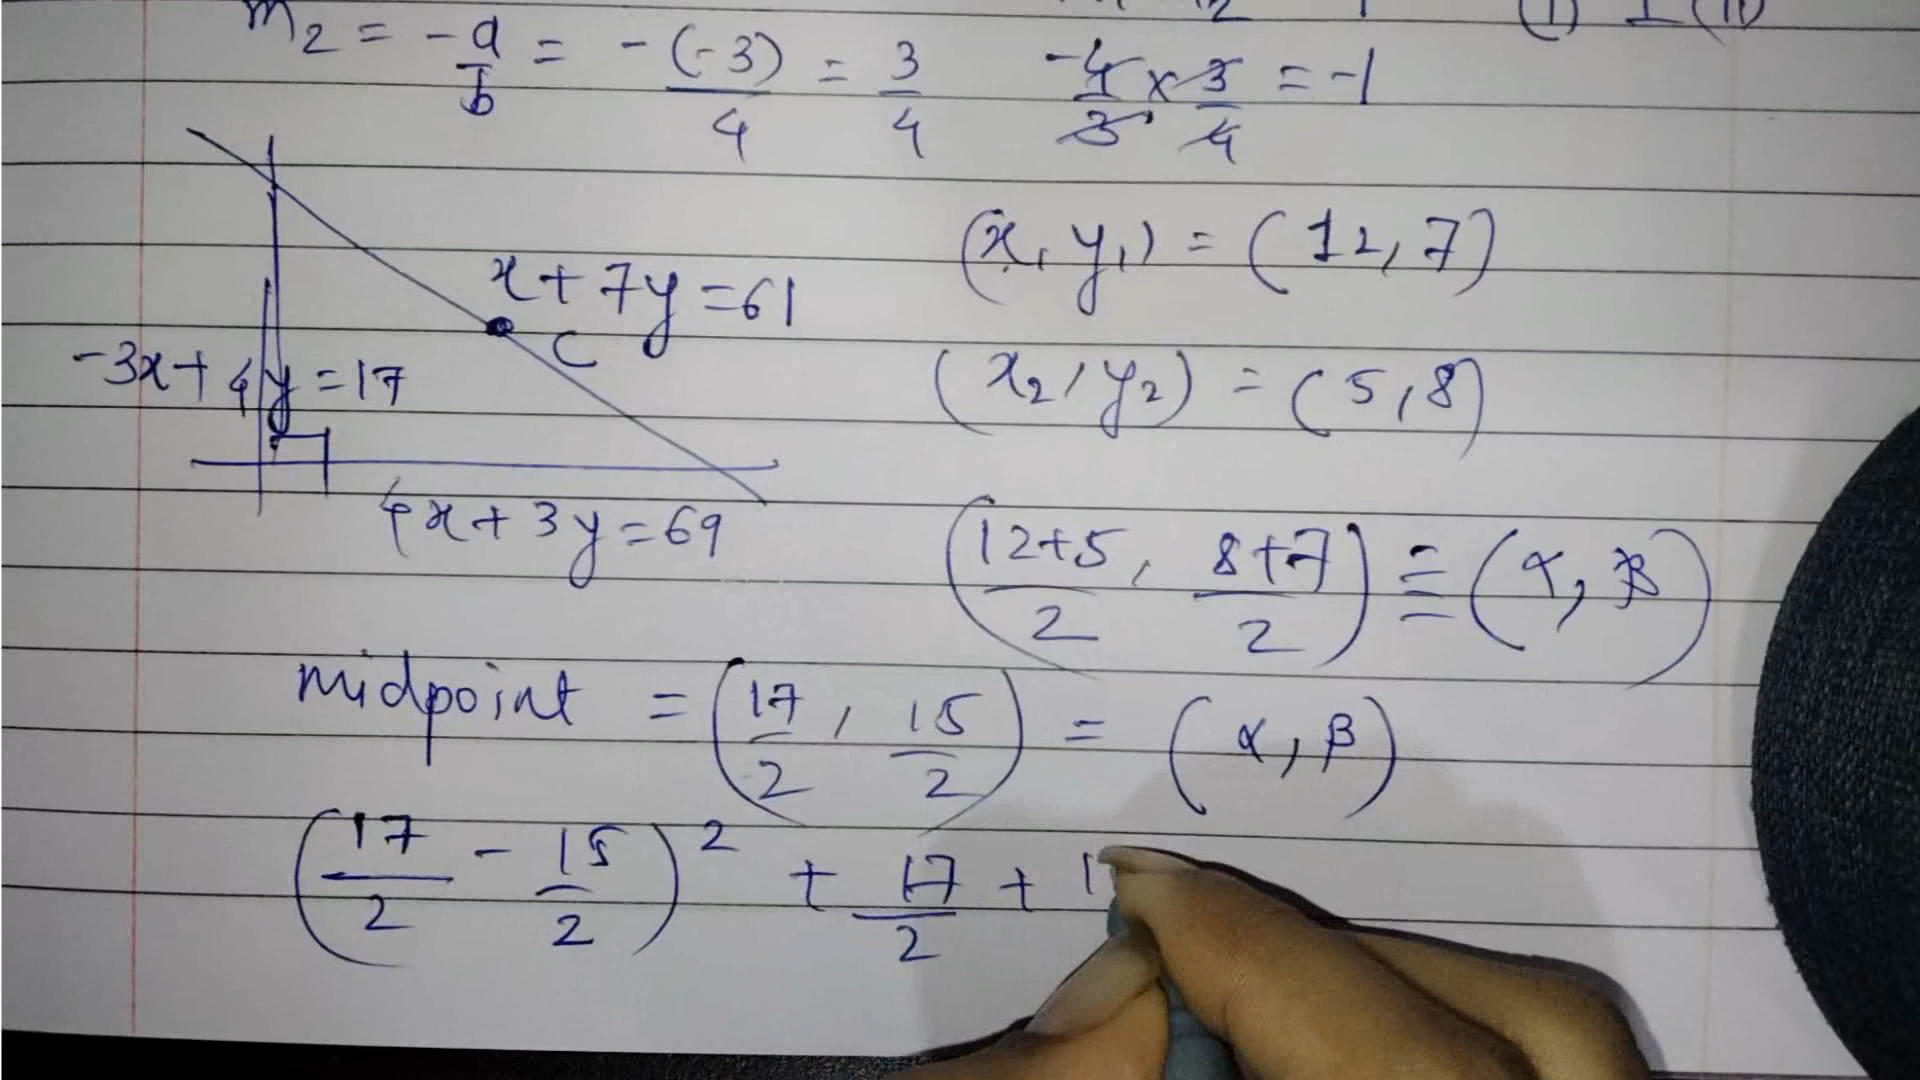 m₂ = -a/b = -(-3)/4 = 3/4
-4/3 × 3/4 = -1
x + 7y = 61
C
-3x + 4y = 17
4x + 3y = 69
(x₁, y₁) = (12, 7)
(x₂, y₂) = (5, 8)
(12+5/2, 8+7/2) ≡ (α, β)
midpoint = (17/2, 15/2) = (α, β)
(17/2 - 15/2)² + 17/2 + 1